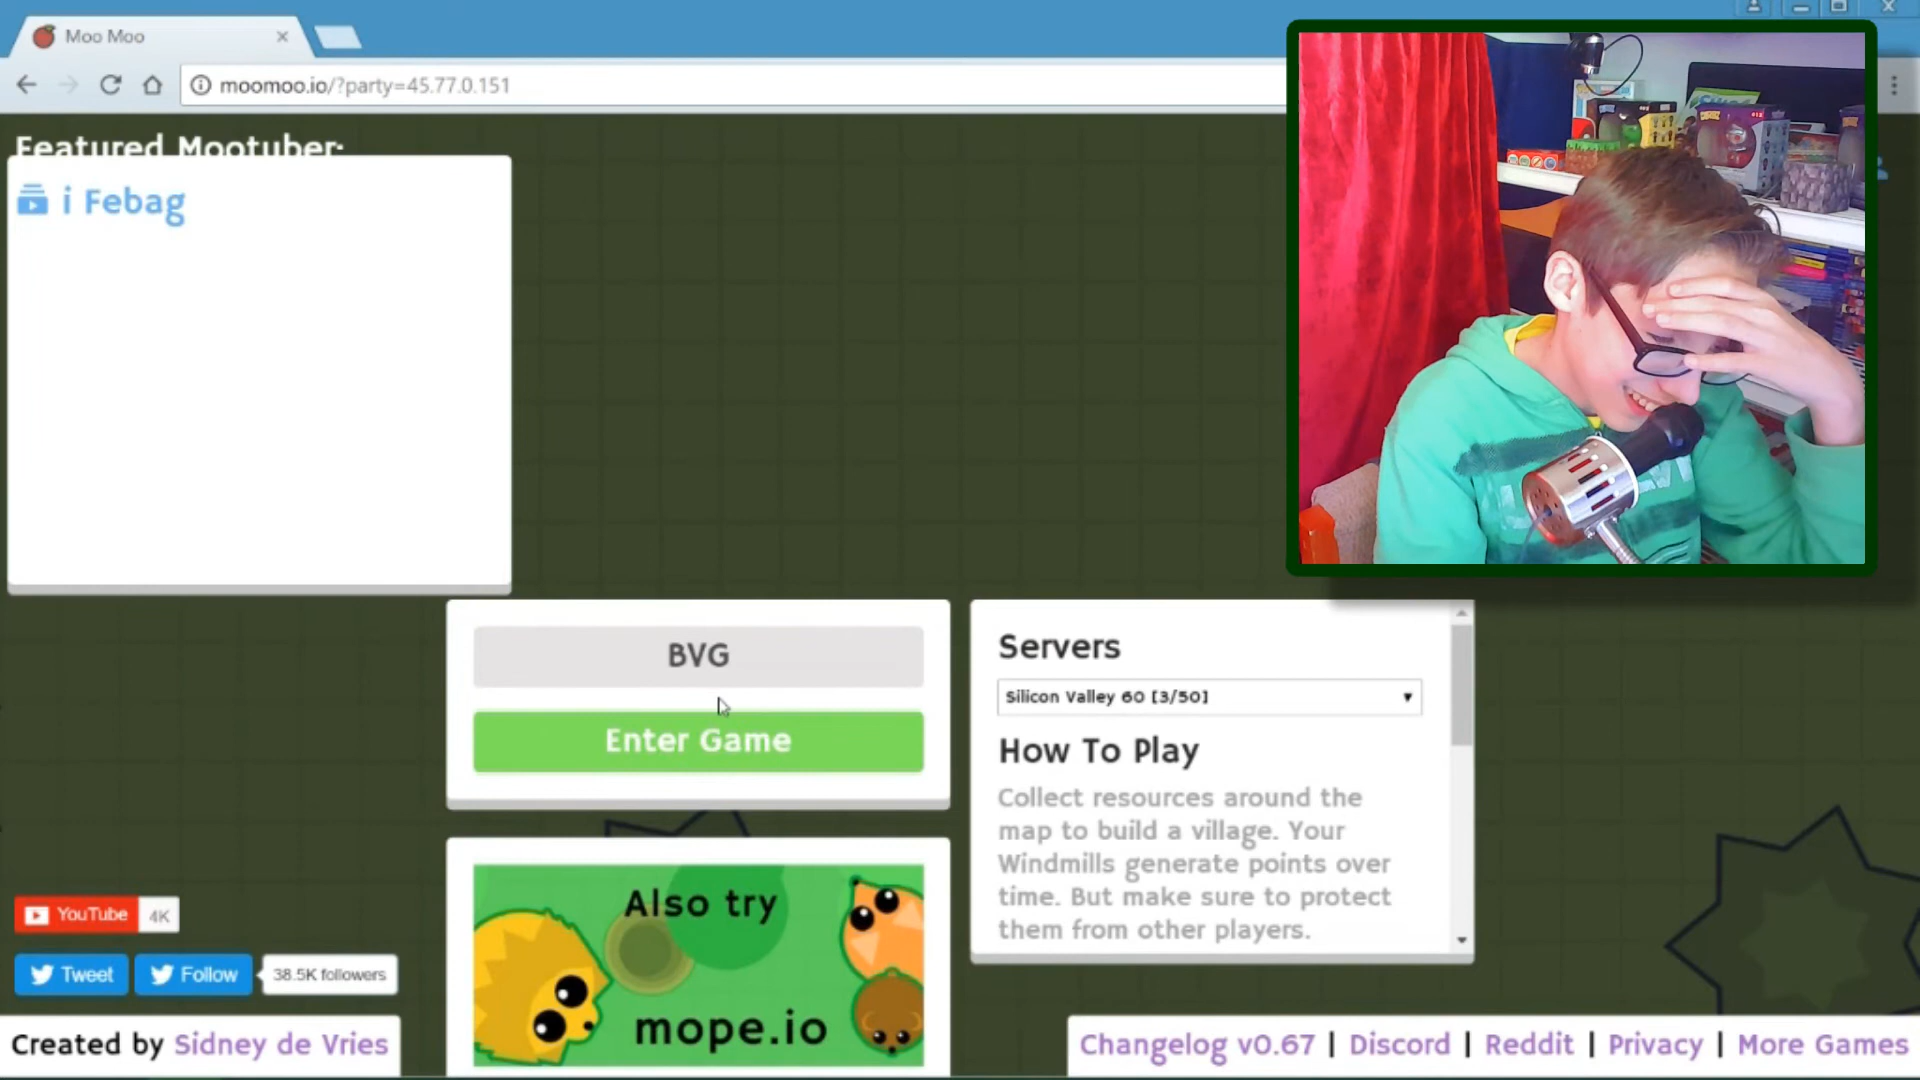 Moo Moo
moomoo.io/?party=45.77.0.151
Featured Mootuber:
i Febag
BVG
Enter Game
Servers
Silicon Valley 60 [3/50]
How To Play
Collect resources around the
map to build a village. Your
Windmills generate points over
time. But make sure to protect
them from other players.
Also try
mope.io
YouTube 4K
Tweet Follow 38.5K followers
Created by Sidney de Vries
Changelog v0.67 | Discord | Reddit | Privacy | More Games